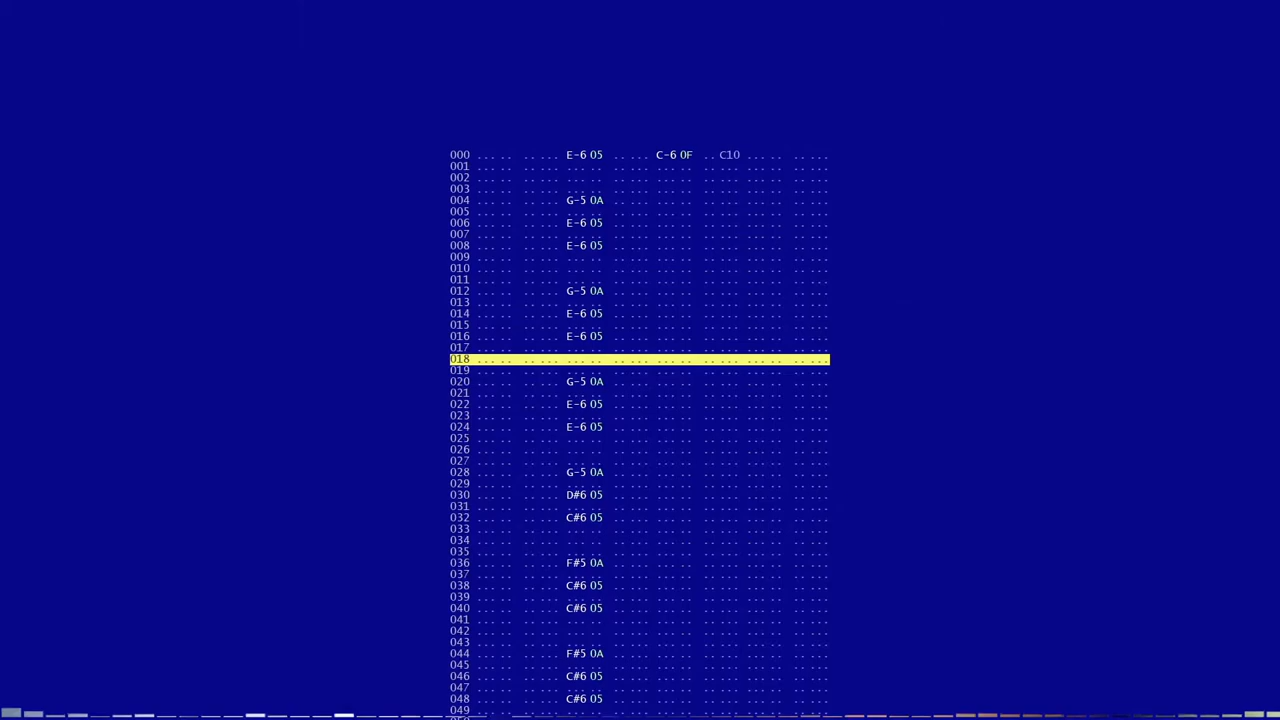 000 ... .. .. ... E-6 05 .. ... C-6 0F .. C10 ... .. .. ...
001 ... .. .. ... ... .. .. ... ... .. .. ... ... .. .. ...
002 ... .. .. ... ... .. .. ... ... .. .. ... ... .. .. ...
003 ... .. .. ... ... .. .. ... ... .. .. ... ... .. .. ...
004 ... .. .. ... G-5 0A .. ... ... .. .. ... ... .. .. ...
005 ... .. .. ... ... .. .. ... ... .. .. ... ... .. .. ...
006 ... .. .. ... E-6 05 .. ... ... .. .. ... ... .. .. ...
007 ... .. .. ... ... .. .. ... ... .. .. ... ... .. .. ...
008 ... .. .. ... E-6 05 .. ... ... .. .. ... ... .. .. ...
009 ... .. .. ... ... .. .. ... ... .. .. ... ... .. .. ...
010 ... .. .. ... ... .. .. ... ... .. .. ... ... .. .. ...
011 ... .. .. ... ... .. .. ... ... .. .. ... ... .. .. ...
012 ... .. .. ... G-5 0A .. ... ... .. .. ... ... .. .. ...
013 ... .. .. ... ... .. .. ... ... .. .. ... ... .. .. ...
014 ... .. .. ... E-6 05 .. ... ... .. .. ... ... .. .. ...
015 ... .. .. ... ... .. .. ... ... .. .. ... ... .. .. ...
016 ... .. .. ... E-6 05 .. ... ... .. .. ... ... .. .. ...
017 ... .. .. ... ... .. .. ... ... .. .. ... ... .. .. ...
018 ... .. .. ... ... .. .. ... ... .. .. ... ... .. .. ...
019 ... .. .. ... ... .. .. ... ... .. .. ... ... .. .. ...
020 ... .. .. ... G-5 0A .. ... ... .. .. ... ... .. .. ...
021 ... .. .. ... ... .. .. ... ... .. .. ... ... .. .. ...
022 ... .. .. ... E-6 05 .. ... ... .. .. ... ... .. .. ...
023 ... .. .. ... ... .. .. ... ... .. .. ... ... .. .. ...
024 ... .. .. ... E-6 05 .. ... ... .. .. ... ... .. .. ...
025 ... .. .. ... ... .. .. ... ... .. .. ... ... .. .. ...
026 ... .. .. ... ... .. .. ... ... .. .. ... ... .. .. ...
027 ... .. .. ... ... .. .. ... ... .. .. ... ... .. .. ...
028 ... .. .. ... G-5 0A .. ... ... .. .. ... ... .. .. ...
029 ... .. .. ... ... .. .. ... ... .. .. ... ... .. .. ...
030 ... .. .. ... D#6 05 .. ... ... .. .. ... ... .. .. ...
031 ... .. .. ... ... .. .. ... ... .. .. ... ... .. .. ...
032 ... .. .. ... C#6 05 .. ... ... .. .. ... ... .. .. ...
033 ... .. .. ... ... .. .. ... ... .. .. ... ... .. .. ...
034 ... .. .. ... ... .. .. ... ... .. .. ... ... .. .. ...
035 ... .. .. ... ... .. .. ... ... .. .. ... ... .. .. ...
036 ... .. .. ... F#5 0A .. ... ... .. .. ... ... .. .. ...
037 ... .. .. ... ... .. .. ... ... .. .. ... ... .. .. ...
038 ... .. .. ... C#6 05 .. ... ... .. .. ... ... .. .. ...
039 ... .. .. ... ... .. .. ... ... .. .. ... ... .. .. ...
040 ... .. .. ... C#6 05 .. ... ... .. .. ... ... .. .. ...
041 ... .. .. ... ... .. .. ... ... .. .. ... ... .. .. ...
042 ... .. .. ... ... .. .. ... ... .. .. ... ... .. .. ...
043 ... .. .. ... ... .. .. ... ... .. .. ... ... .. .. ...
044 ... .. .. ... F#5 0A .. ... ... .. .. ... ... .. .. ...
045 ... .. .. ... ... .. .. ... ... .. .. ... ... .. .. ...
046 ... .. .. ... C#6 05 .. ... ... .. .. ... ... .. .. ...
047 ... .. .. ... ... .. .. ... ... .. .. ... ... .. .. ...
048 ... .. .. ... C#6 05 .. ... ... .. .. ... ... .. .. ...
049 ... .. .. ... ... .. .. ... ... .. .. ... ... .. .. ...